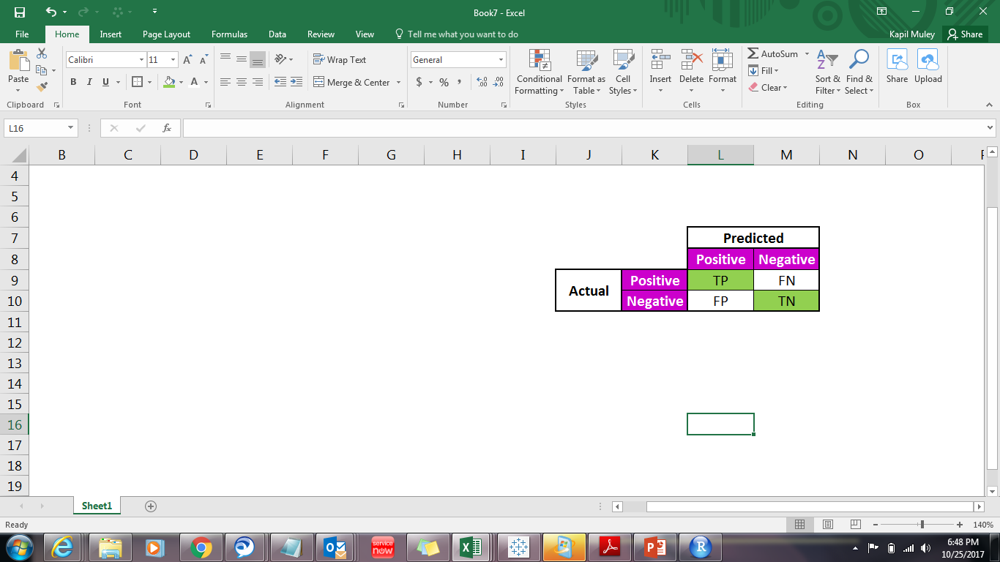 Book7 - Excel
File Home Insert Page Layout Formulas Data Review View Tell me what you want to do Kapil Muley Share
Calibri 11 Wrap Text General AutoSum
Paste B I U A Merge & Center $ % , Conditional Formatting Format as Table Cell Styles Insert Delete Format Fill Clear Sort & Filter Find & Select Share Upload
Clipboard Font Alignment Number Styles Cells Editing Box
L16 fx
B C D E F G H I J K L M N O
4
5
6
7 Predicted
8 Positive Negative
9 Actual Positive TP FN
10 Negative FP TN
11
12
13
14
15
16
17
18
19
Sheet1
Ready 140%
service now
6:48 PM
10/25/2017